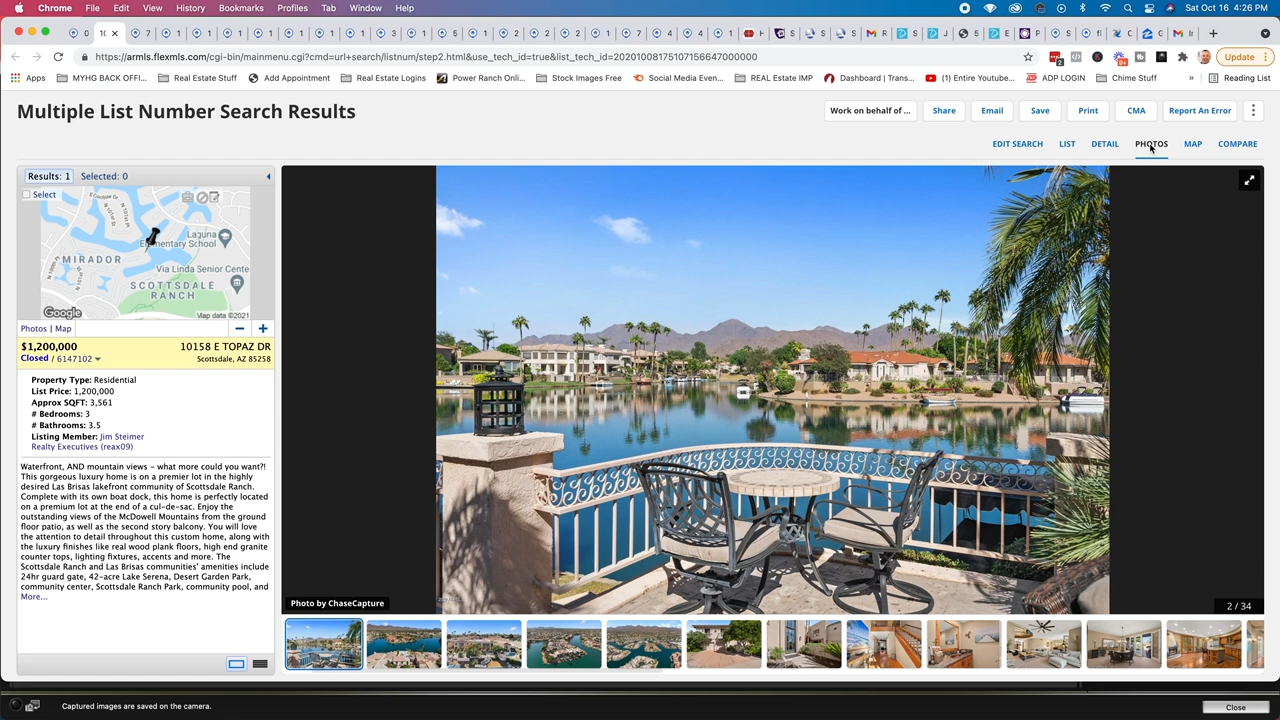 Chrome File Edit View History Bookmarks Profiles Tab Window Help Sat Oct 16 4:26 PM
https://armls.flexmls.com/cgi-bin/mainmenu.cgi?cmd=url+search/listnum/step2.html&use_tech_id=true&list_tech_id=20201008175107156647000000 Update
Apps MYHG BACK OFFI... Real Estate Stuff Add Appointment Real Estate Logins Power Ranch Onli... Stock Images Free Social Media Even... REAL Estate IMP Dashboard | Trans... (1) Entire Youtube... ADP LOGIN Chime Stuff » Reading List
Multiple List Number Search Results
Work on behalf of ... Share Email Save Print CMA Report An Error
EDIT SEARCH LIST DETAIL PHOTOS MAP COMPARE
Results: 1 Selected: 0
Select
Laguna
Elementary School
MIRADOR
Via Linda Senior Cente
SCOTTSDALE
RANCH
Google Map data ©2021
Photos | Map
$1,200,000 10158 E TOPAZ DR
Closed / 6147102 Scottsdale, AZ 85258
Property Type: Residential
List Price: 1,200,000
Approx SQFT: 3,561
# Bedrooms: 3
# Bathrooms: 3.5
Listing Member: Jim Steimer
Realty Executives (reax09)
Waterfront, AND mountain views - what more could you want?!
This gorgeous luxury home is on a premier lot in the highly
desired Las Brisas lakefront community of Scottsdale Ranch.
Complete with its own boat dock, this home is perfectly located
on a premium lot at the end of a cul-de-sac. Enjoy the
outstanding views of the McDowell Mountains from the ground
floor patio, as well as the second story balcony. You will love
the attention to detail throughout this custom home, along with
the luxury finishes like real wood plank floors, high end granite
counter tops, lighting fixtures, accents and more. The
Scottsdale Ranch and Las Brisas communities' amenities include
24hr guard gate, 42-acre Lake Serena, Desert Garden Park,
community center, Scottsdale Ranch Park, community pool, and
More...
Photo by ChaseCapture
2 / 34
Captured images are saved on the camera.
Close